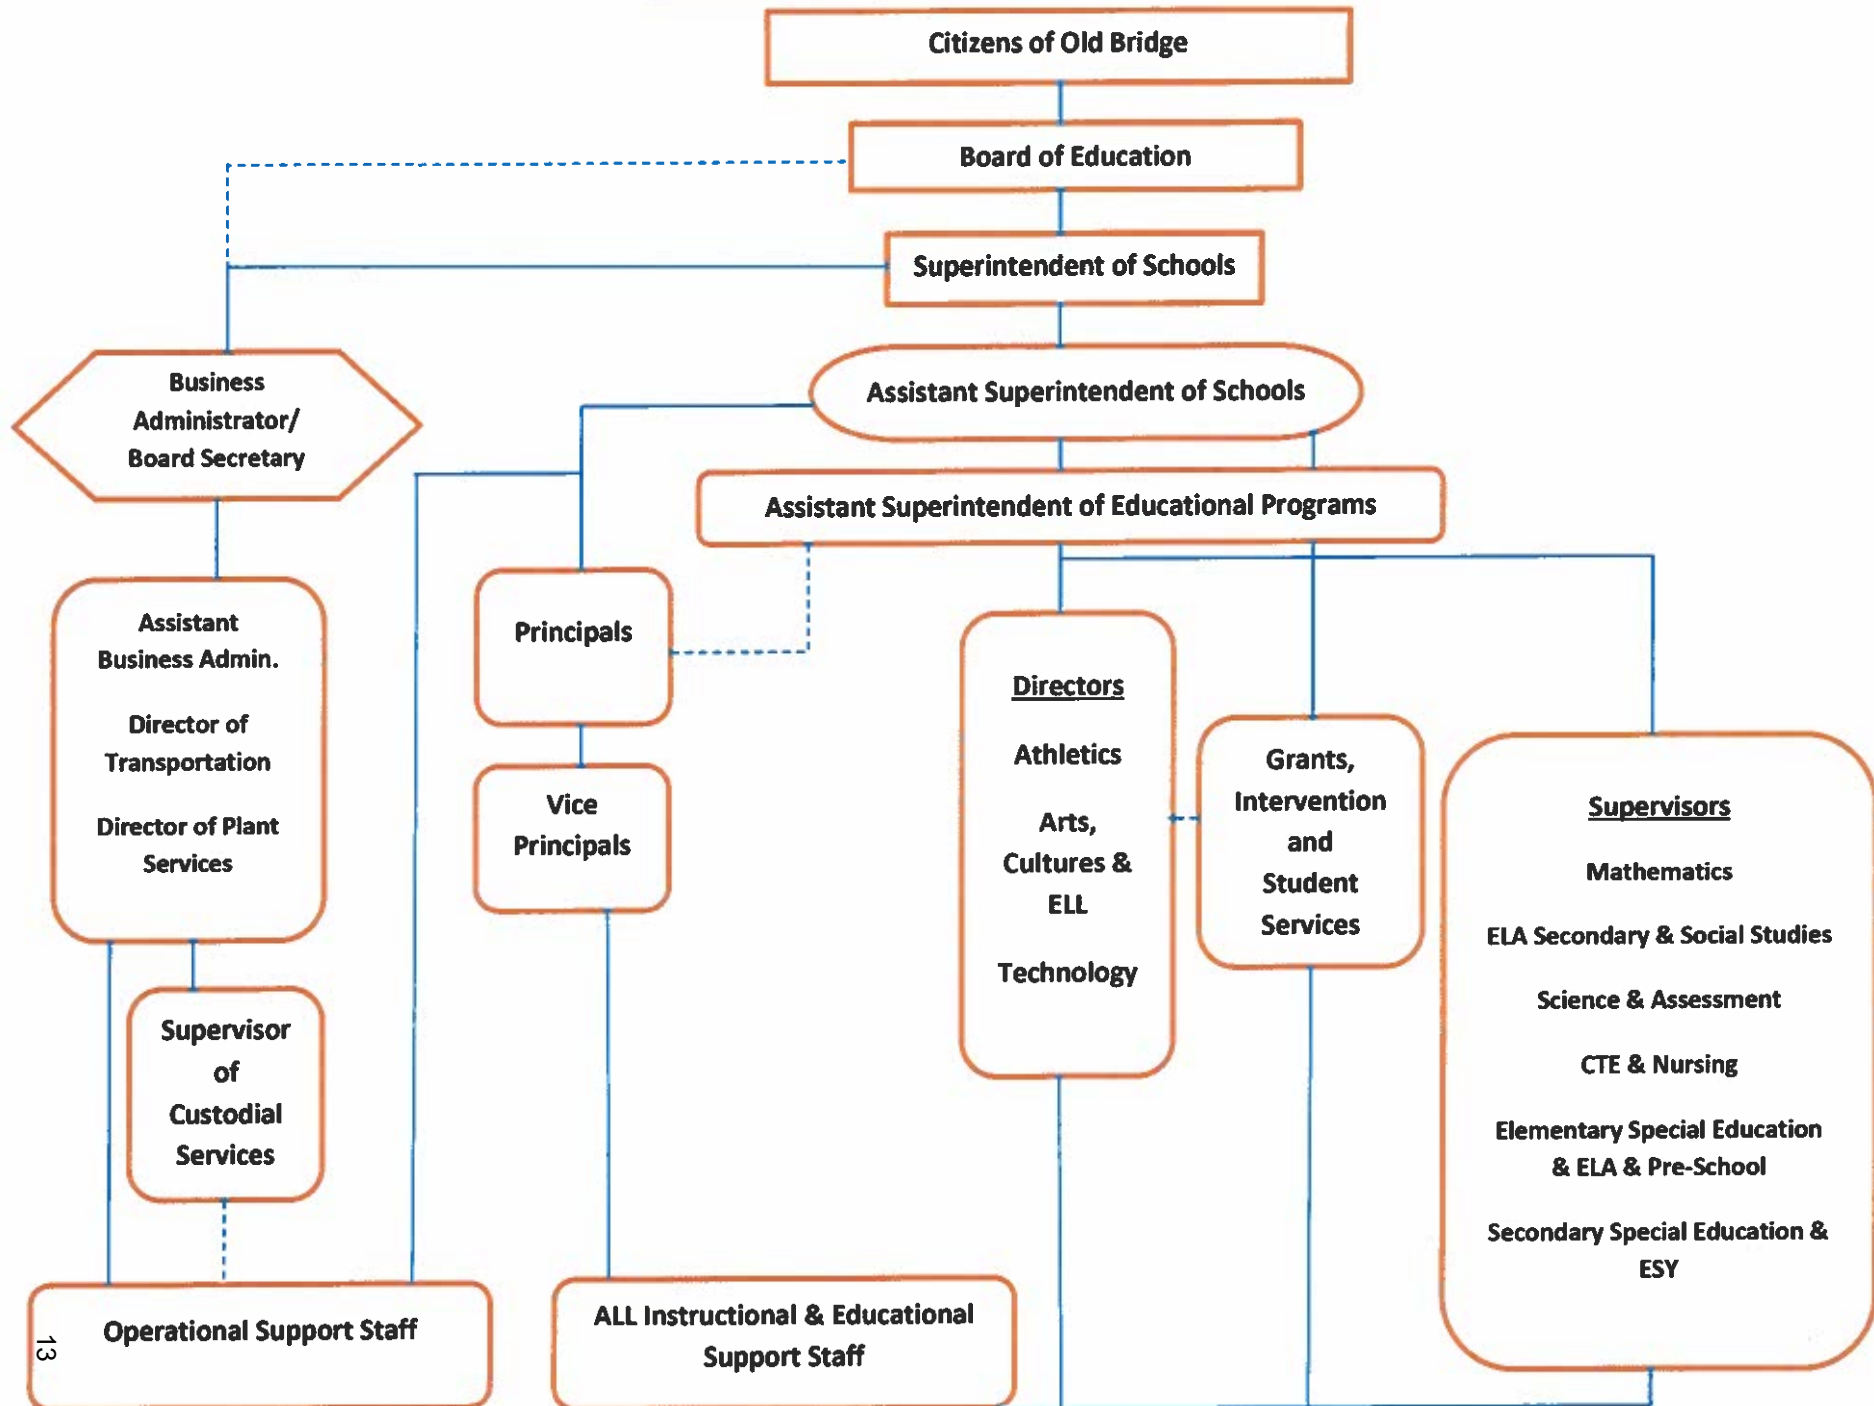 Citizens of Old Bridge
Board of Education
Superintendent of Schools
Assistant Superintendent of Schools
Business
Administrator/
Board Secretary
Assistant Superintendent of Educational Programs
Assistant
Business Admin.
Director of
Transportation
Director of Plant
Services
Principals
Vice
Principals
Directors
Athletics
Arts,
Cultures &
ELL
Technology
Grants,
Intervention
and
Student
Services
Supervisors
Mathematics
ELA Secondary & Social Studies
Science & Assessment
CTE & Nursing
Elementary Special Education
& ELA & Pre-School
Secondary Special Education &
ESY
Supervisor
of
Custodial
Services
Operational Support Staff
ALL Instructional & Educational
Support Staff
13